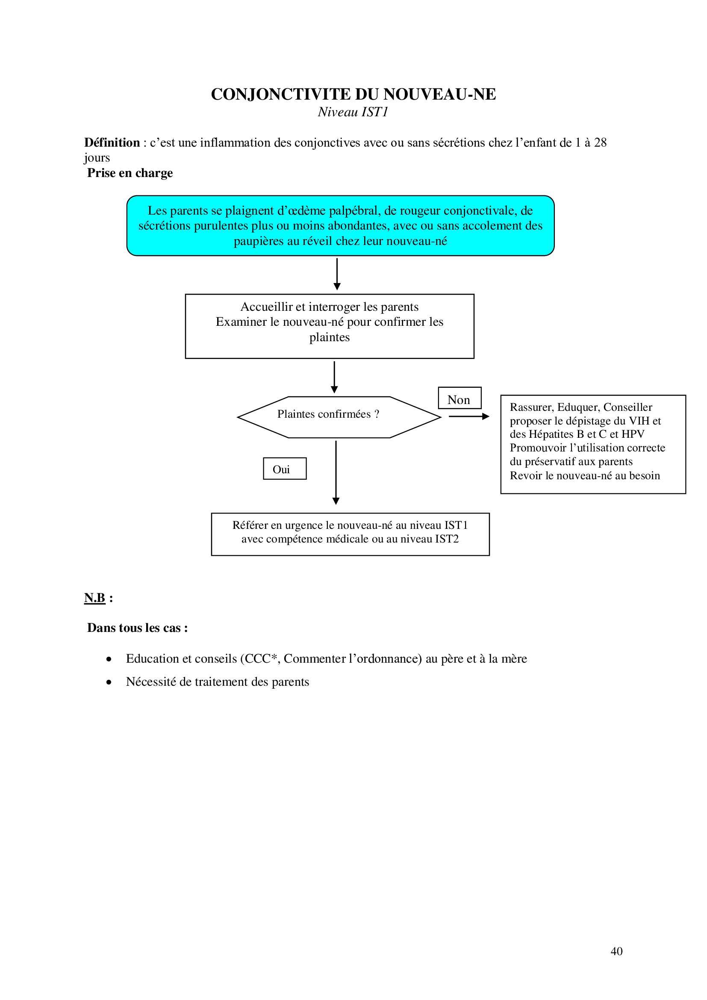 CONJONCTIVITE DU NOUVEAU-NE
Niveau IST1
Définition : c’est une inflammation des conjonctives avec ou sans sécrétions chez l’enfant de 1 à 28
jours
Prise en charge
Les parents se plaignent d’œdème palpébral, de rougeur conjonctivale, de
sécrétions purulentes plus ou moins abondantes, avec ou sans accolement des
paupières au réveil chez leur nouveau-né
Accueillir et interroger les parents
Examiner le nouveau-né pour confirmer les
plaintes
Plaintes confirmées ?
Non
Rassurer, Eduquer, Conseiller
proposer le dépistage du VIH et
des Hépatites B et C et HPV
Promouvoir l’utilisation correcte
du préservatif aux parents
Revoir le nouveau-né au besoin
Oui
Référer en urgence le nouveau-né au niveau IST1
avec compétence médicale ou au niveau IST2
N.B :
Dans tous les cas :
• Education et conseils (CCC*, Commenter l’ordonnance) au père et à la mère
• Nécessité de traitement des parents
40